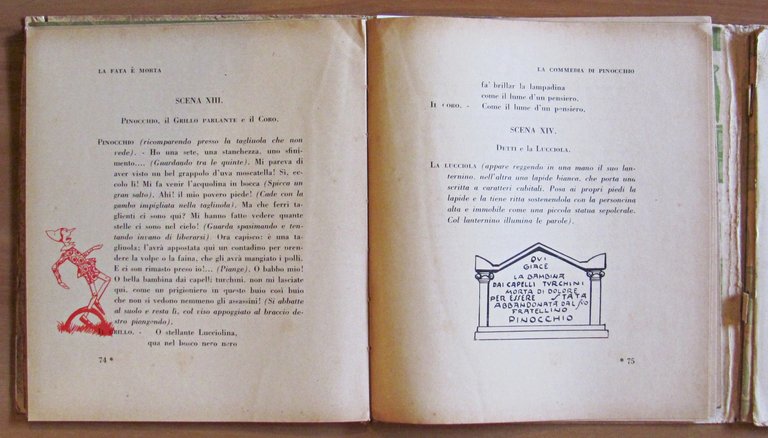 LA FATA È MORTA
SCENA XIII.
PINOCCHIO, il GRILLO PARLANTE e il CORO.
PINOCCHIO (ricomparendo presso la tagliuola che non
vede). - Ho una sete, una stanchezza, uno sfini-
mento.... (Guardando tra le quinte). Mi pareva di
aver visto un bel grappolo d'uva moscatella! Sì, ec-
colo lì! Mi fa venir l'acquolina in bocca (Spicca un
gran salto). Ahi! il mio povero piede! (Cade con la
gamba impigliata nella tagliuola). Ma che ferri ta-
glienti ci sono qui? Mi hanno fatto vedere quante
stelle ci sono nel cielo! (Guarda spasimando e ten-
tando invano di liberarsi). Ora capisco: è una ta-
gliuola; l'avrà appostata qui un contadino per pren-
dere la volpe o la faina, che gli avrà mangiato i polli.
E ci son rimasto preso io!... (Piange). O babbo mio!
O bella bambina dai capelli turchini, non mi lasciate
qui, come un prigioniero in questo buio così buio
che non si vedono nemmeno gli assassini! (Si abbatte
al suolo e resta lì, col viso appoggiato al braccio de-
stro piangendo).
GRILLO. - O stellante Lucciolina,
qua nel bosco nero nero
74 *
LA COMMEDIA DI PINOCCHIO
fa' brillar la lampadina
come il lume d'un pensiero.
IL CORO. - Come il lume d'un pensiero.
SCENA XIV.
DETTI e la LUCCIOLA.
LA LUCCIOLA (appare reggendo in una mano il suo lan-
ternino, nell'altra una lapide bianca, che porta uno
scritta a caratteri cubitali. Posa ai propri piedi la
lapide e la tiene ritta sostenendola con la personcina
alta e immobile come una piccola statua sepolcrale.
Col lanternino illumina le parole).
QUI
GIACE
LA BAMBINA
DAI CAPELLI TURCHINI
MORTA DI DOLORE
PER ESSERE STATA
ABBANDONATA DAL SUO
FRATELLINO
PINOCCHIO
* 75